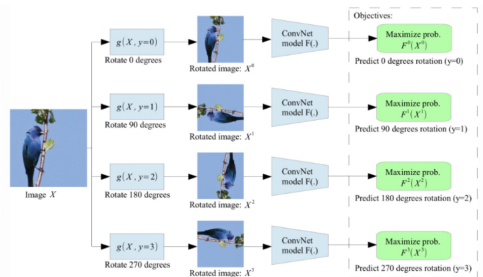 Objectives:
g(X, y=0)
Rotate 0 degrees
Rotated image: X⁰
ConvNet
model F(.)
Maximize prob.
F⁰(X⁰)
Predict 0 degrees rotation (y=0)
g(X, y=1)
Rotate 90 degrees
Rotated image: X¹
ConvNet
model F(.)
Maximize prob.
F¹(X¹)
Predict 90 degrees rotation (y=1)
Image X
g(X, y=2)
Rotate 180 degrees
Rotated image: X²
ConvNet
model F(.)
Maximize prob.
F²(X²)
Predict 180 degrees rotation (y=2)
g(X, y=3)
Rotate 270 degrees
Rotated image: X³
ConvNet
model F(.)
Maximize prob.
F³(X³)
Predict 270 degrees rotation (y=3)